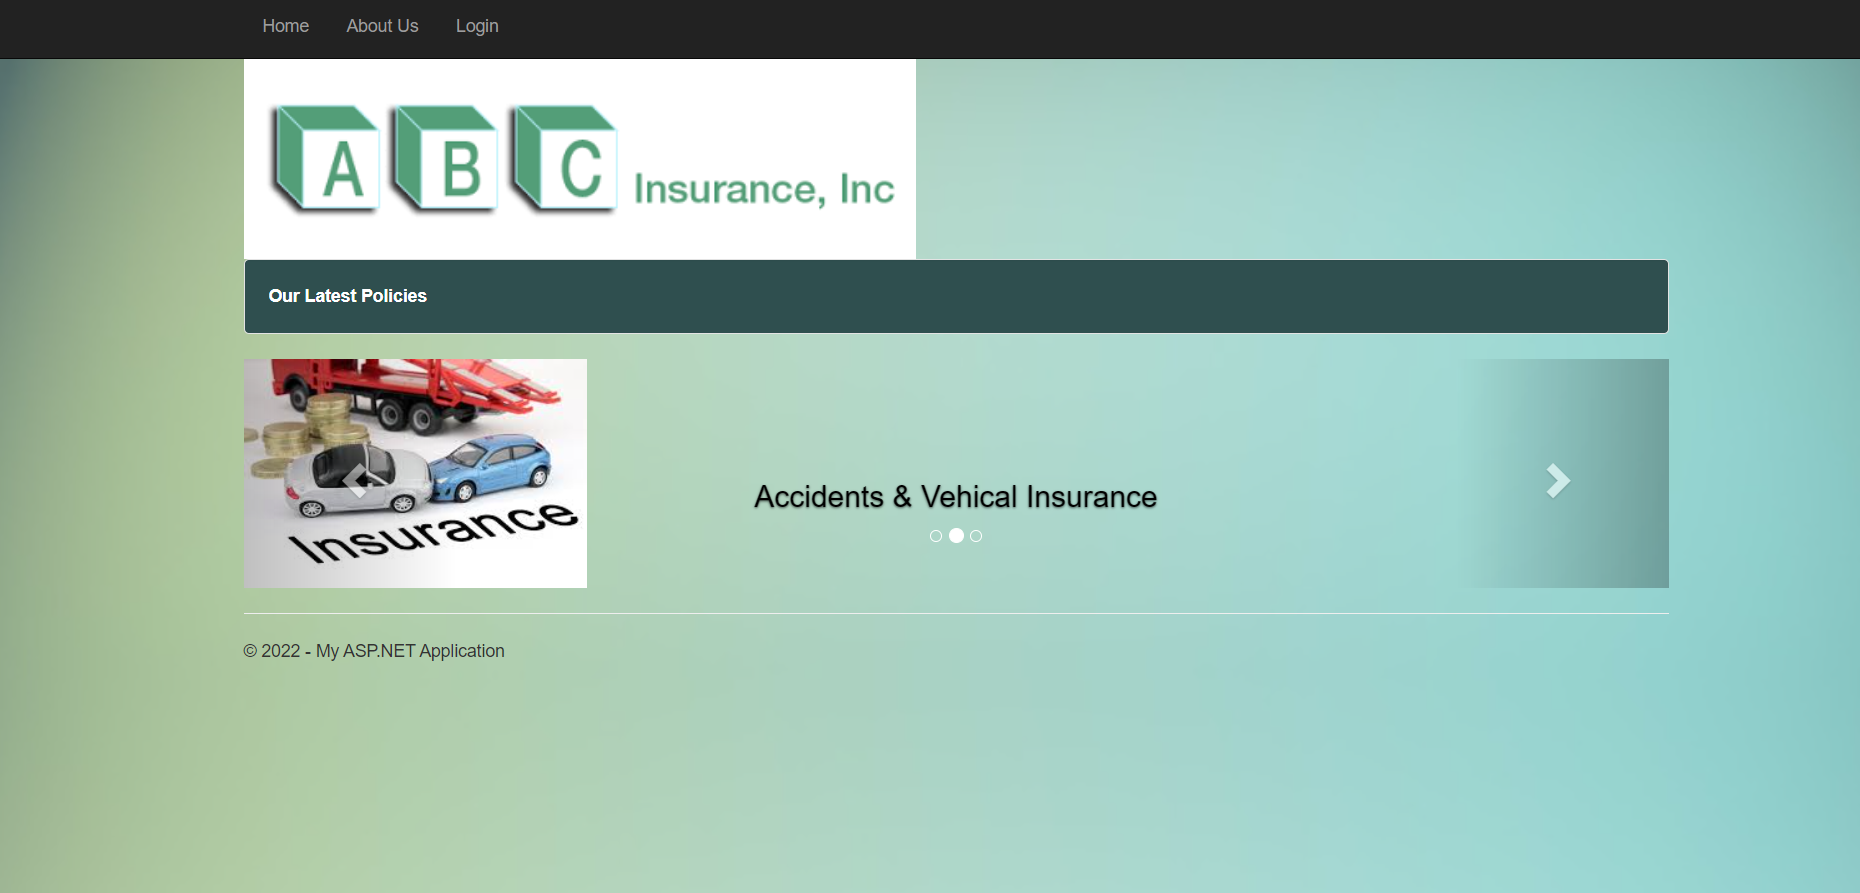 Home About Us Login
A B C Insurance, Inc
Our Latest Policies
Insurance
Accidents & Vehical Insurance
© 2022 - My ASP.NET Application